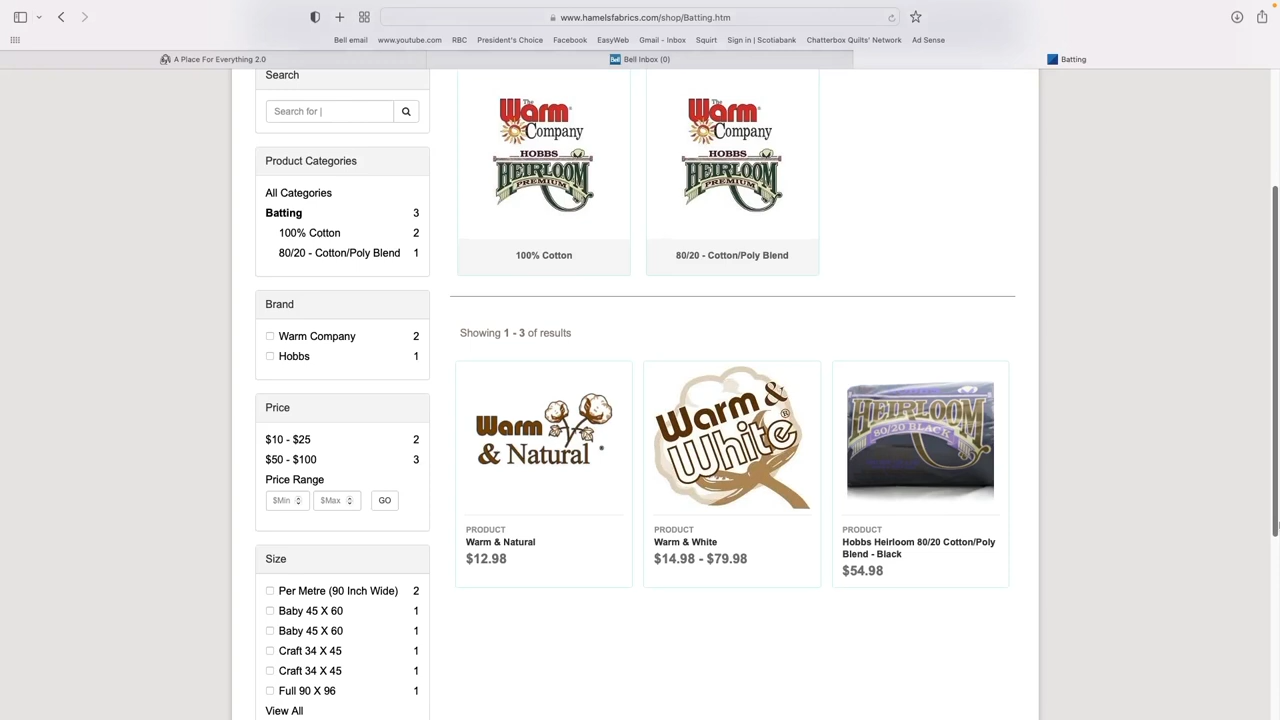 www.hamelsfabrics.com/shop/Batting.htm
Bell email www.youtube.com RBC President's Choice Facebook EasyWeb Gmail - Inbox Squirt Sign in | Scotiabank Chatterbox Quilts' Network Ad Sense
A Place For Everything 2.0
Bell
Bell Inbox (0)
Batting
Search
Search for |
Product Categories
All Categories
Batting 3
100% Cotton 2
80/20 - Cotton/Poly Blend 1
Brand
Warm Company 2
Hobbs 1
Price
$10 - $25 2
$50 - $100 3
Price Range
$Min $Max GO
Size
Per Metre (90 Inch Wide) 2
Baby 45 X 60 1
Baby 45 X 60 1
Craft 34 X 45 1
Craft 34 X 45 1
Full 90 X 96 1
View All
The
Warm
Company
HOBBS
HEIRLOOM
PREMIUM
100% Cotton
The
Warm
Company
HOBBS
HEIRLOOM
PREMIUM
80/20 - Cotton/Poly Blend
Showing 1 - 3 of results
Warm
& Natural
PRODUCT
Warm & Natural
$12.98
Warm &
White
PRODUCT
Warm & White
$14.98 - $79.98
HEIRLOOM
80/20 BLACK
PRODUCT
Hobbs Heirloom 80/20 Cotton/Poly
Blend - Black
$54.98